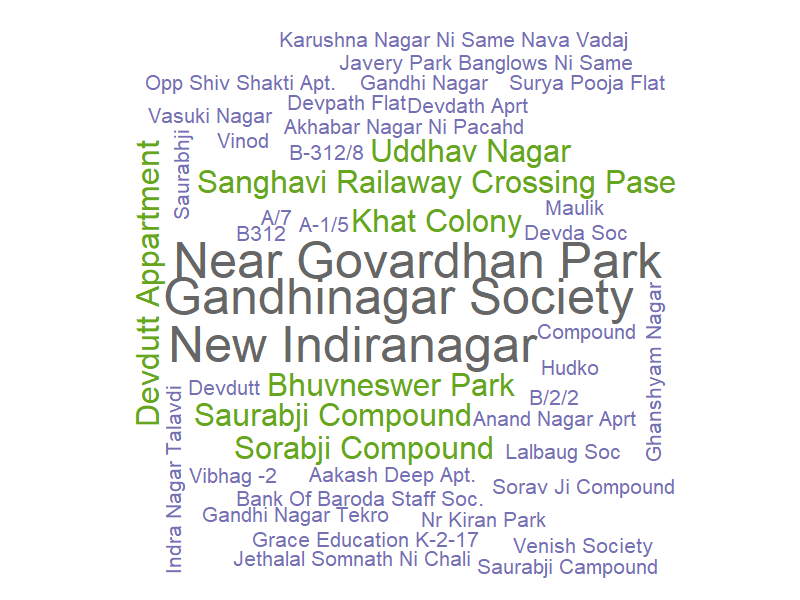 Karushna Nagar Ni Same Nava Vadaj
Javery Park Banglows Ni Same
Opp Shiv Shakti Apt.
Gandhi Nagar
Surya Pooja Flat
Devpath Flat
Devdath Aprt
Vasuki Nagar
Akhabar Nagar Ni Pacahd
Saurabhji
Vinod
B-312/8
Uddhav Nagar
Devdutt Appartment
Sanghavi Railaway Crossing Pase
A/7
A-1/5
Khat Colony
Maulik
B312
Devda Soc
Near Govardhan Park
Gandhinagar Society
New Indiranagar
Compound
Ghanshyam Nagar
Hudko
Devdutt
Bhuvneswer Park
B/2/2
Indra Nagar Talavdi
Saurabji Compound
Anand Nagar Aprt
Sorabji Compound
Lalbaug Soc
Vibhag -2
Aakash Deep Apt.
Sorav Ji Compound
Bank Of Baroda Staff Soc.
Gandhi Nagar Tekro
Nr Kiran Park
Grace Education K-2-17
Venish Society
Jethalal Somnath Ni Chali
Saurabji Campound